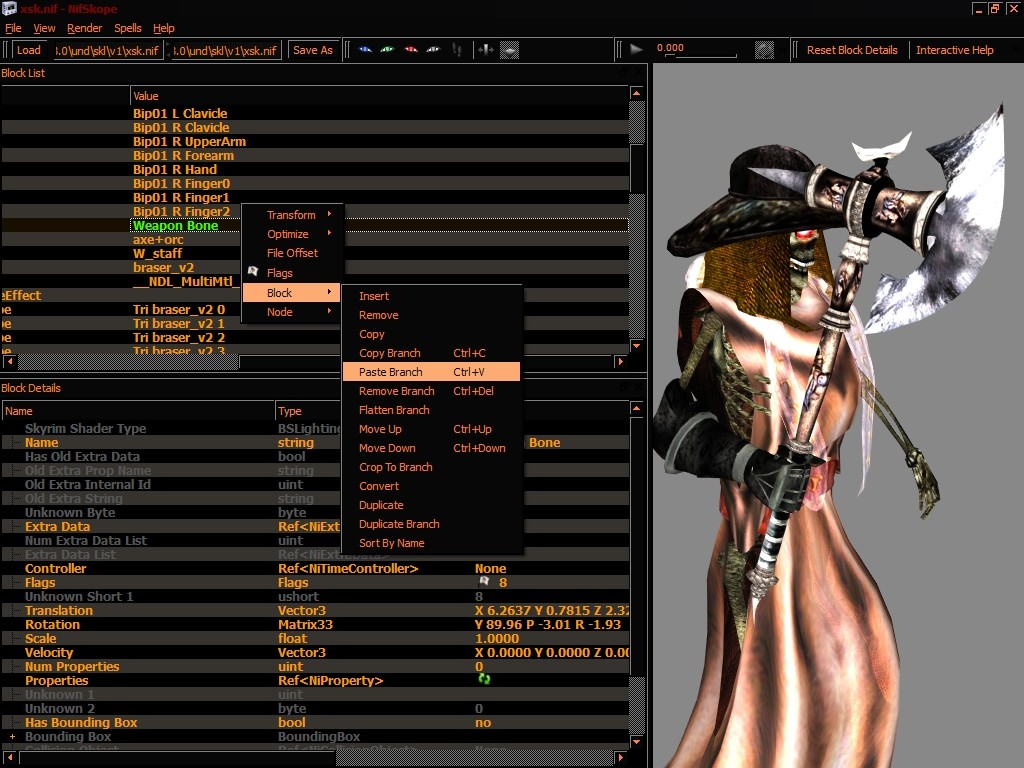 xsk.nif - NifSkope
File View Render Spells Help
Load 3.0\und\skl\v1\xsk.nif 3.0\und\skl\v1\xsk.nif Save As 0.000 Reset Block Details Interactive Help
Block List
Value
Bip01 L Clavicle
Bip01 R Clavicle
Bip01 R UpperArm
Bip01 R Forearm
Bip01 R Hand
Bip01 R Finger0
Bip01 R Finger1
Bip01 R Finger2
Weapon Bone
axe+orc
W_staff
braser_v2
__NDL_MultiMtl_
eEffect
pe Tri braser_v2 0
pe Tri braser_v2 1
pe Tri braser_v2 2
pe Tri braser_v2 3
Transform
Optimize
File Offset
Flags
Block
Node
Insert
Remove
Copy
Copy Branch Ctrl+C
Paste Branch Ctrl+V
Remove Branch Ctrl+Del
Flatten Branch
Move Up Ctrl+Up
Move Down Ctrl+Down
Crop To Branch
Convert
Duplicate
Duplicate Branch
Sort By Name
Block Details
Name Type
Skyrim Shader Type BSLightin
Name string Bone
Has Old Extra Data bool
Old Extra Prop Name string
Old Extra Internal Id uint
Old Extra String string
Unknown Byte byte
Extra Data Ref<NiExt
Num Extra Data List uint
Extra Data List Ref<NiExtraData>
Controller Ref<NiTimeController> None
Flags Flags 8
Unknown Short 1 ushort 8
Translation Vector3 X 6.2637 Y 0.7815 Z 2.32
Rotation Matrix33 Y 89.96 P -3.01 R -1.93
Scale float 1.0000
Velocity Vector3 X 0.0000 Y 0.0000 Z 0.00
Num Properties uint 0
Properties Ref<NiProperty>
Unknown 1 uint
Unknown 2 byte 0
Has Bounding Box bool no
Bounding Box BoundingBox
Collision Object Ref<NiCollisionObject> None